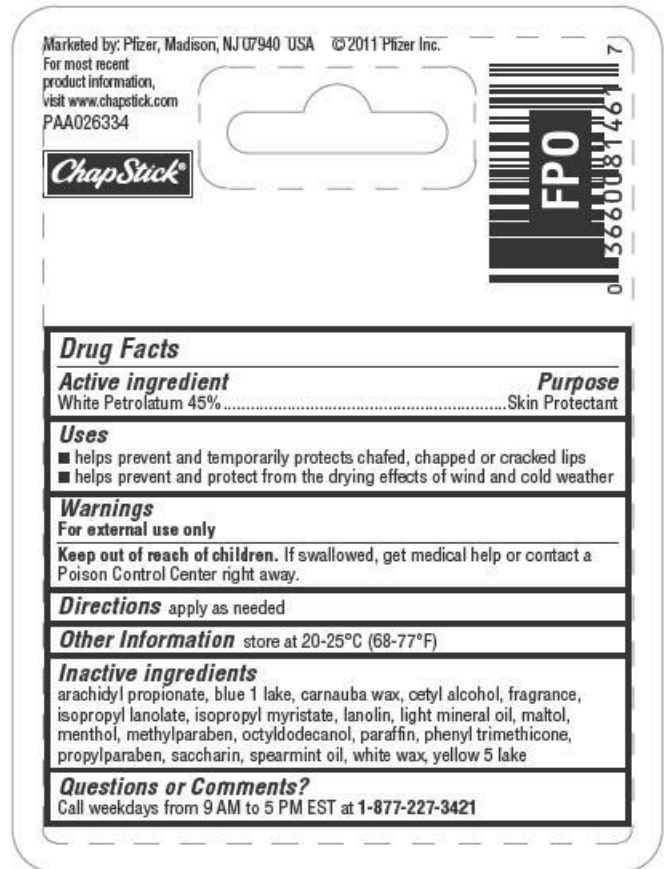 Marketed by: Pfizer, Madison, NJ 07940 USA © 2011 Pfizer Inc.
For most recent
product information,
visit www.chapstick.com
PAA026334
ChapStick®
FPO
0 36600 81461 7
Drug Facts
Active ingredient Purpose
White Petrolatum 45%..............................................................Skin Protectant
Uses
■ helps prevent and temporarily protects chafed, chapped or cracked lips
■ helps prevent and protect from the drying effects of wind and cold weather
Warnings
For external use only
Keep out of reach of children. If swallowed, get medical help or contact a
Poison Control Center right away.
Directions apply as needed
Other Information store at 20-25°C (68-77°F)
Inactive ingredients
arachidyl propionate, blue 1 lake, carnauba wax, cetyl alcohol, fragrance,
isopropyl lanolate, isopropyl myristate, lanolin, light mineral oil, maltol,
menthol, methylparaben, octyldodecanol, paraffin, phenyl trimethicone,
propylparaben, saccharin, spearmint oil, white wax, yellow 5 lake
Questions or Comments?
Call weekdays from 9 AM to 5 PM EST at 1-877-227-3421